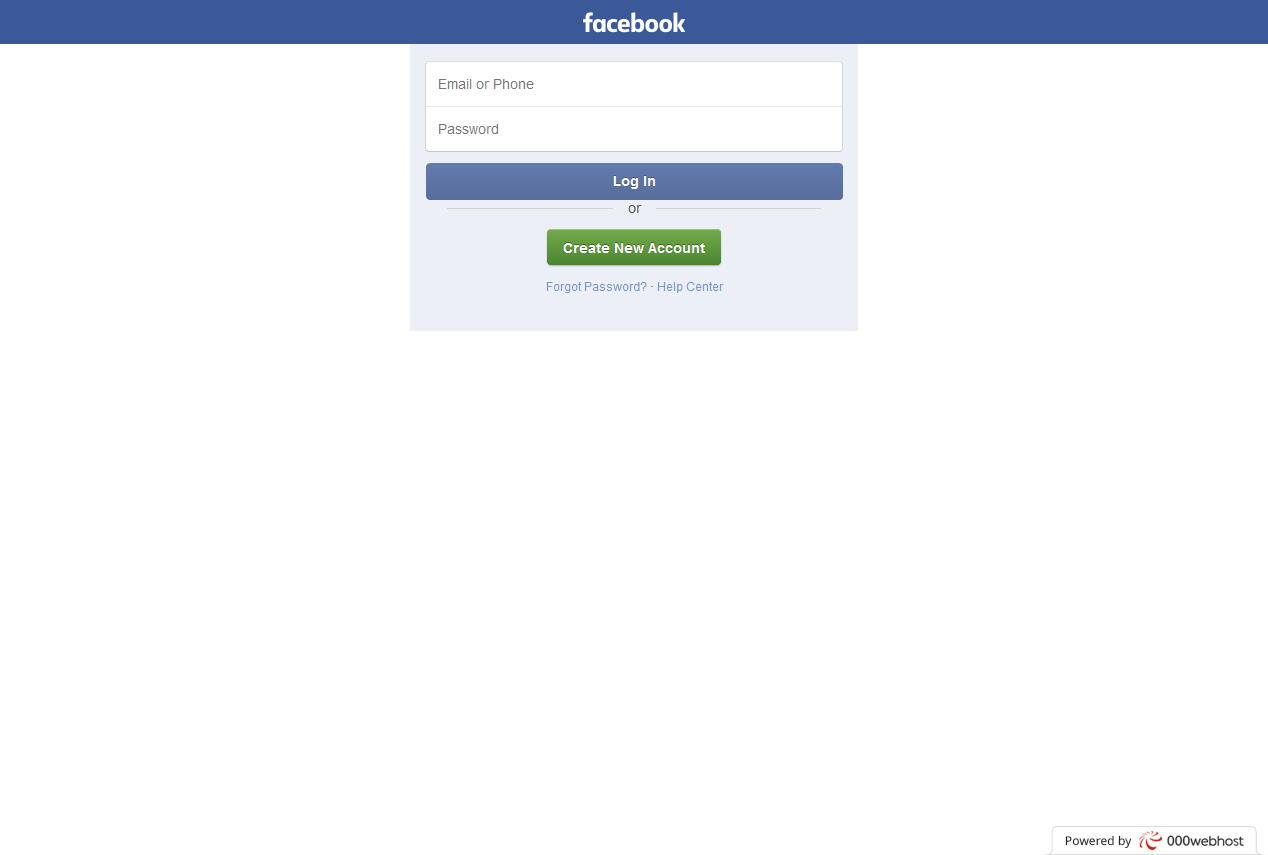 facebook
Email or Phone
Password
Log In
or
Create New Account
Forgot Password? · Help Center
Powered by 000webhost